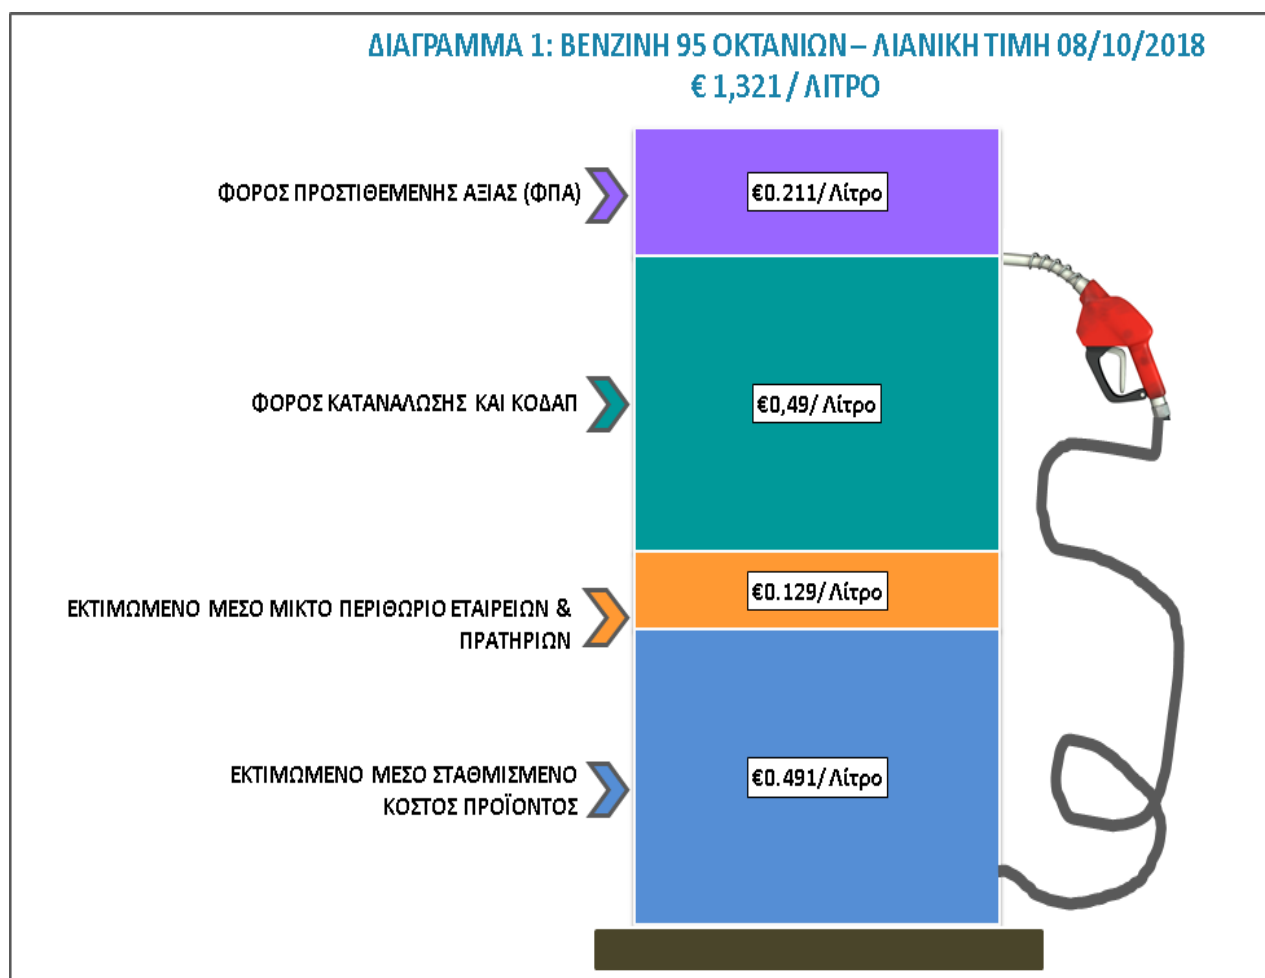 ΔΙΑΓΡΑΜΜΑ 1: ΒΕΝΖΙΝΗ 95 ΟΚΤΑΝΙΩΝ – ΛΙΑΝΙΚΗ ΤΙΜΗ 08/10/2018
€ 1,321 / ΛΙΤΡΟ
ΦΟΡΟΣ ΠΡΟΣΤΙΘΕΜΕΝΗΣ ΑΞΙΑΣ (ΦΠΑ)
€0.211/ Λίτρο
ΦΟΡΟΣ ΚΑΤΑΝΑΛΩΣΗΣ ΚΑΙ ΚΟΔΑΠ
€0,49/ Λίτρο
ΕΚΤΙΜΩΜΕΝΟ ΜΕΣΟ ΜΙΚΤΟ ΠΕΡΙΘΩΡΙΟ ΕΤΑΙΡΕΙΩΝ &
ΠΡΑΤΗΡΙΩΝ
€0.129/ Λίτρο
ΕΚΤΙΜΩΜΕΝΟ ΜΕΣΟ ΣΤΑΘΜΙΣΜΕΝΟ
ΚΟΣΤΟΣ ΠΡΟΪΟΝΤΟΣ
€0.491/ Λίτρο